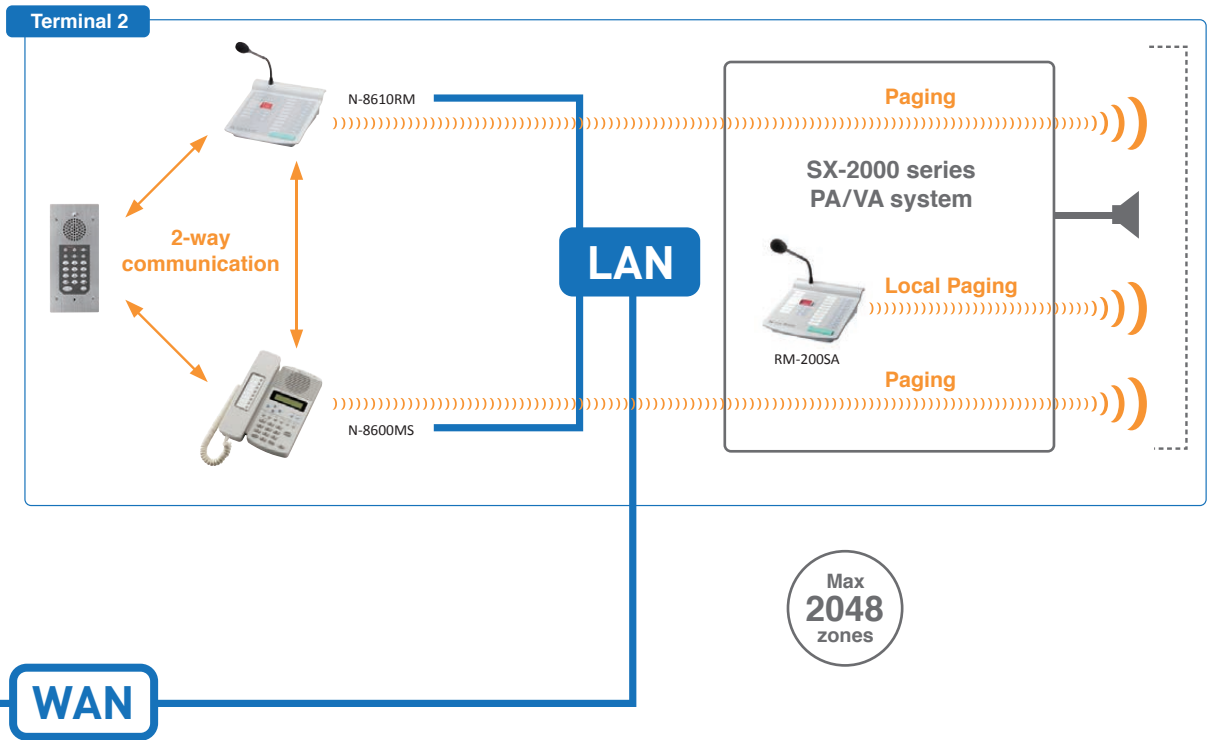 Terminal 2
N-8610RM
Paging
SX-2000 series
PA/VA system
2-way
communication
LAN
Local Paging
RM-200SA
Paging
N-8600MS
Max
2048
zones
WAN